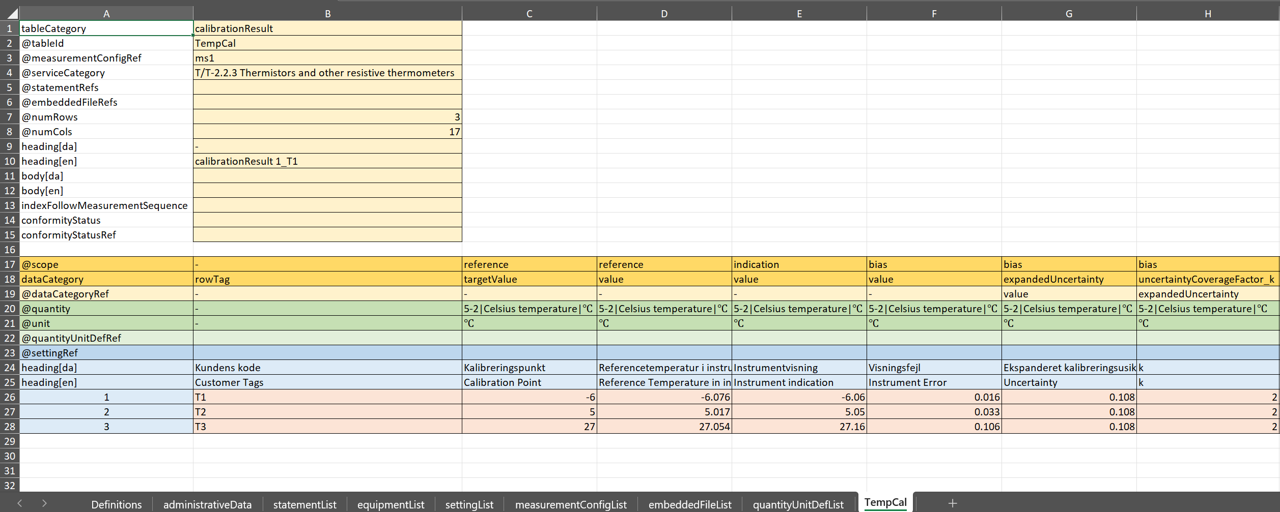 A B C D E F G H
1 tableCategory calibrationResult
2 @tableId TempCal
3 @measurementConfigRef ms1
4 @serviceCategory T/T-2.2.3 Thermistors and other resistive thermometers
5 @statementRefs
6 @embeddedFileRefs
7 @numRows 3
8 @numCols 17
9 heading[da] -
10 heading[en] calibrationResult 1_T1
11 body[da]
12 body[en]
13 indexFollowMeasurementSequence
14 conformityStatus
15 conformityStatusRef
16
17 @scope - reference reference indication bias bias bias
18 dataCategory rowTag targetValue value value value expandedUncertainty uncertaintyCoverageFactor_k
19 @dataCategoryRef - - - - - value expandedUncertainty
20 @quantity - 5-2|Celsius temperature|°C 5-2|Celsius temperature|°C 5-2|Celsius temperature|°C 5-2|Celsius temperature|°C 5-2|Celsius temperature|°C 5-2|Celsius temperature|°C
21 @unit - °C °C °C °C °C °C
22 @quantityUnitDefRef
23 @settingRef
24 heading[da] Kundens kode Kalibreringspunkt Referencetemperatur i instru Instrumentvisning Visningsfejl Ekspanderet kalibreringsusik k
25 heading[en] Customer Tags Calibration Point Reference Temperature in in Instrument indication Instrument Error Uncertainty k
26 1 T1 -6 -6.076 -6.06 0.016 0.108 2
27 2 T2 5 5.017 5.05 0.033 0.108 2
28 3 T3 27 27.054 27.16 0.106 0.108 2
29
30
31
32
Definitions administrativeData statementList equipmentList settingList measurementConfigList embeddedFileList quantityUnitDefList TempCal +